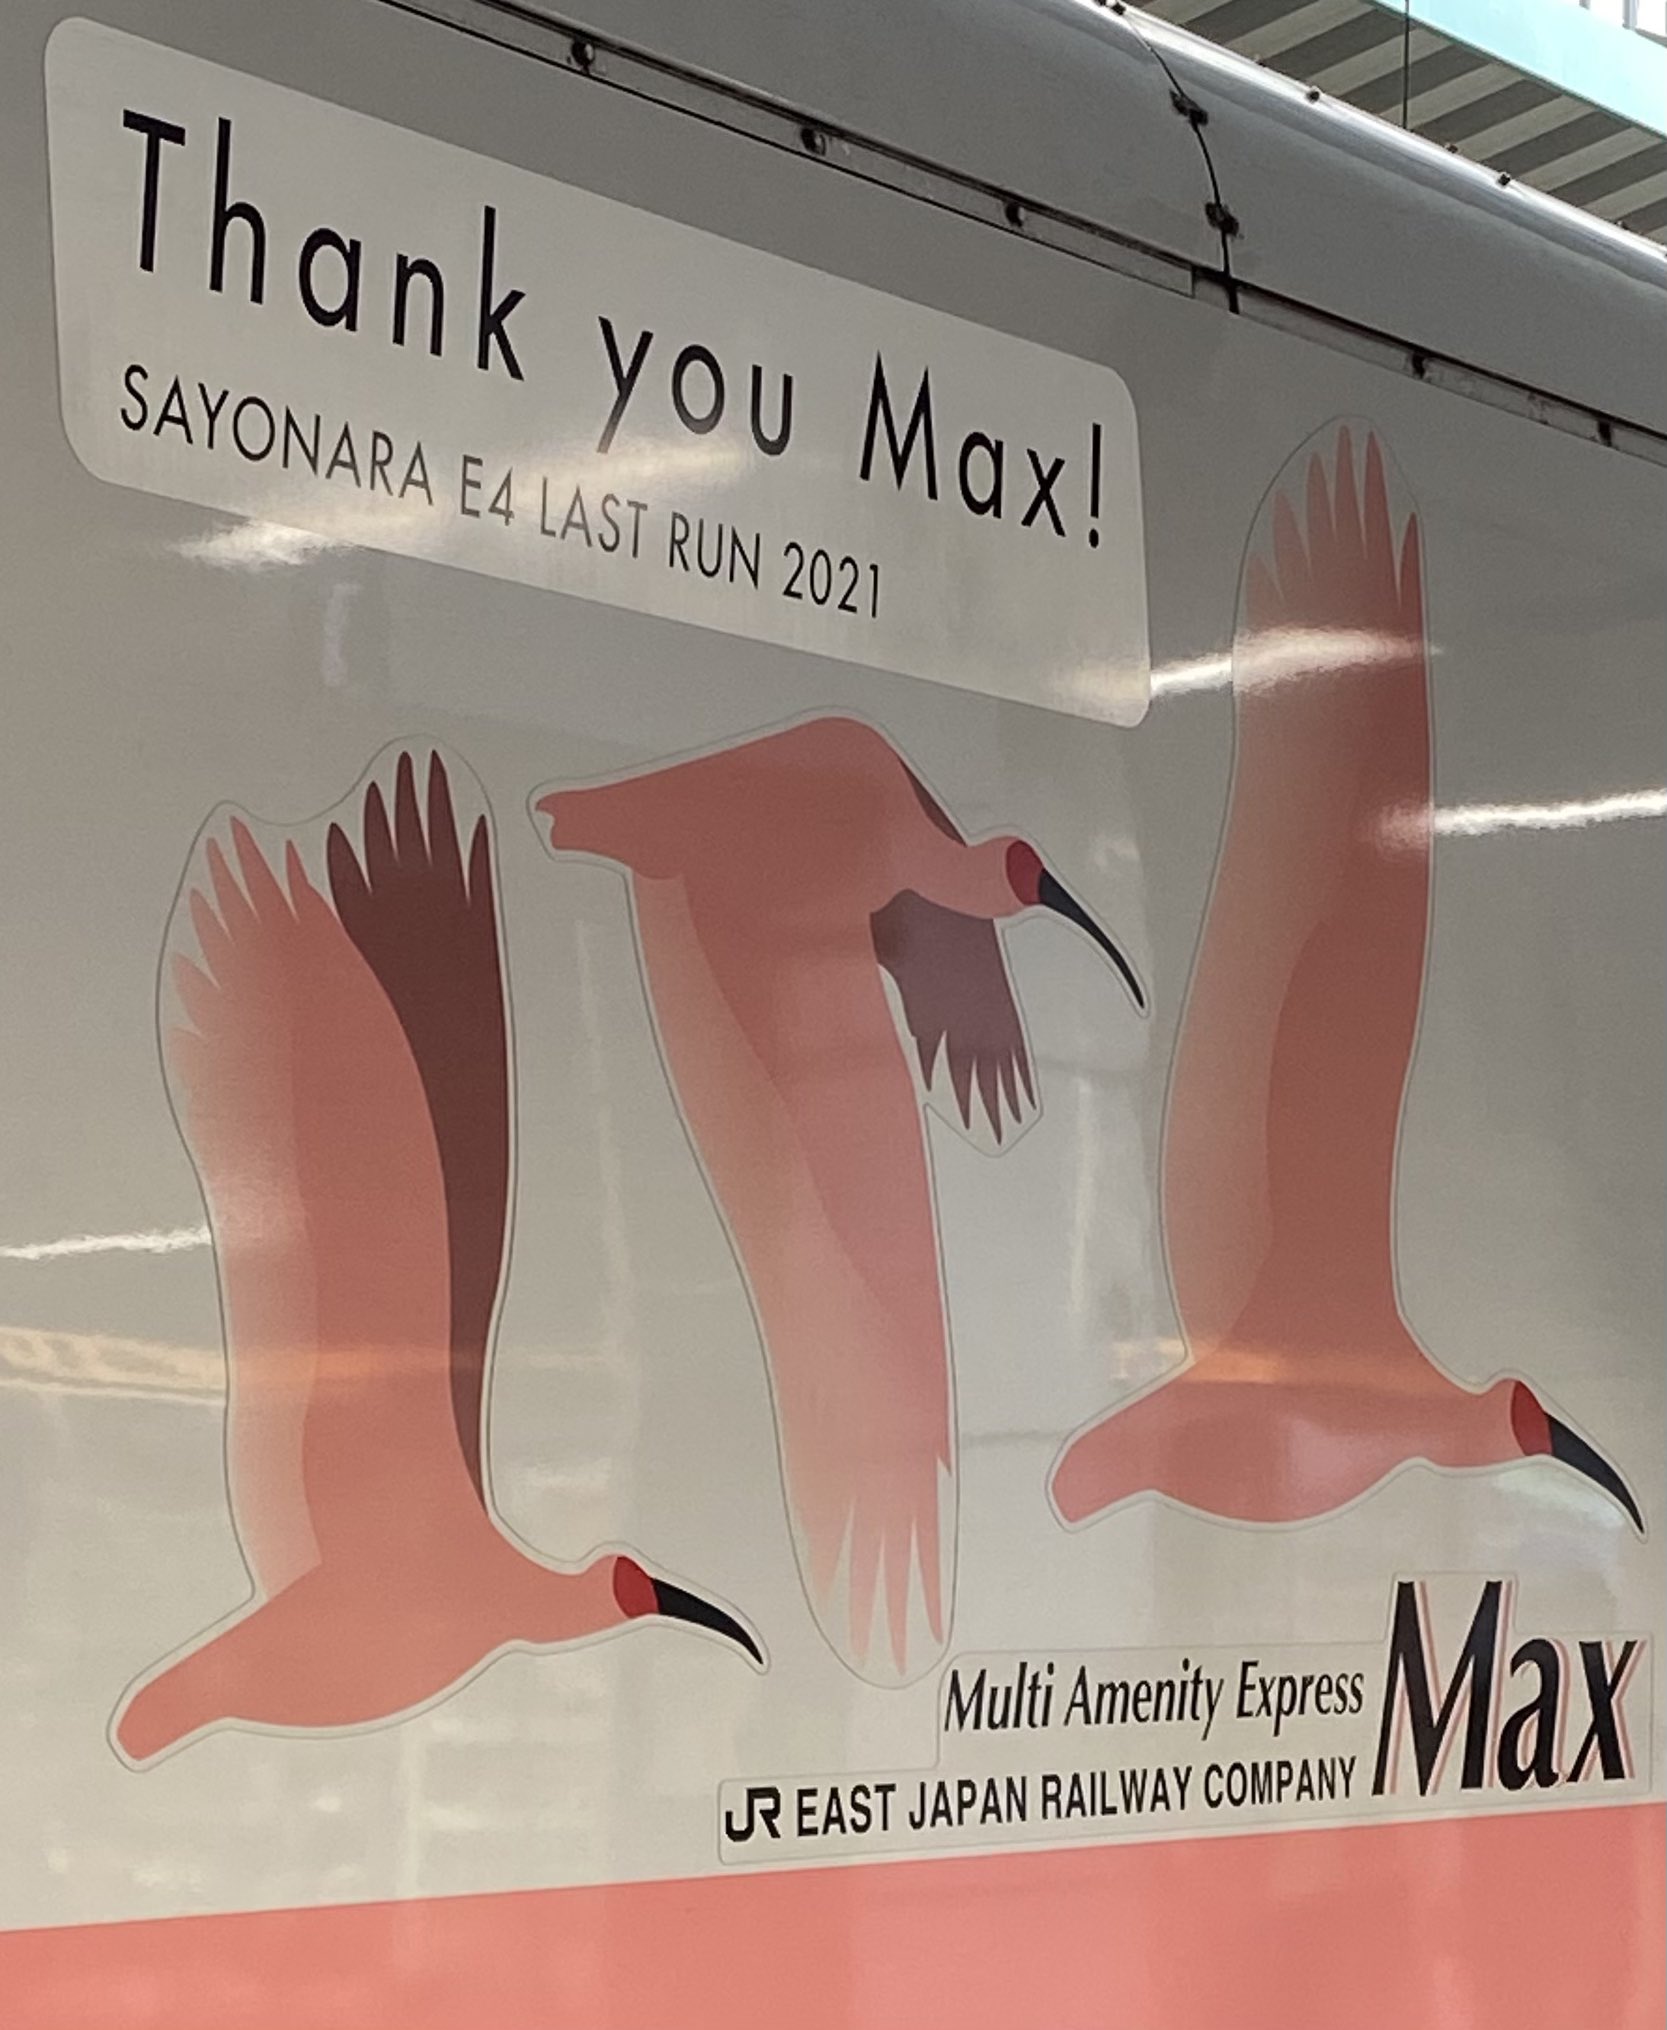 Thank you Max!
SAYONARA E4 LAST RUN 2021
Multi Amenity Express Max
JR EAST JAPAN RAILWAY COMPANY